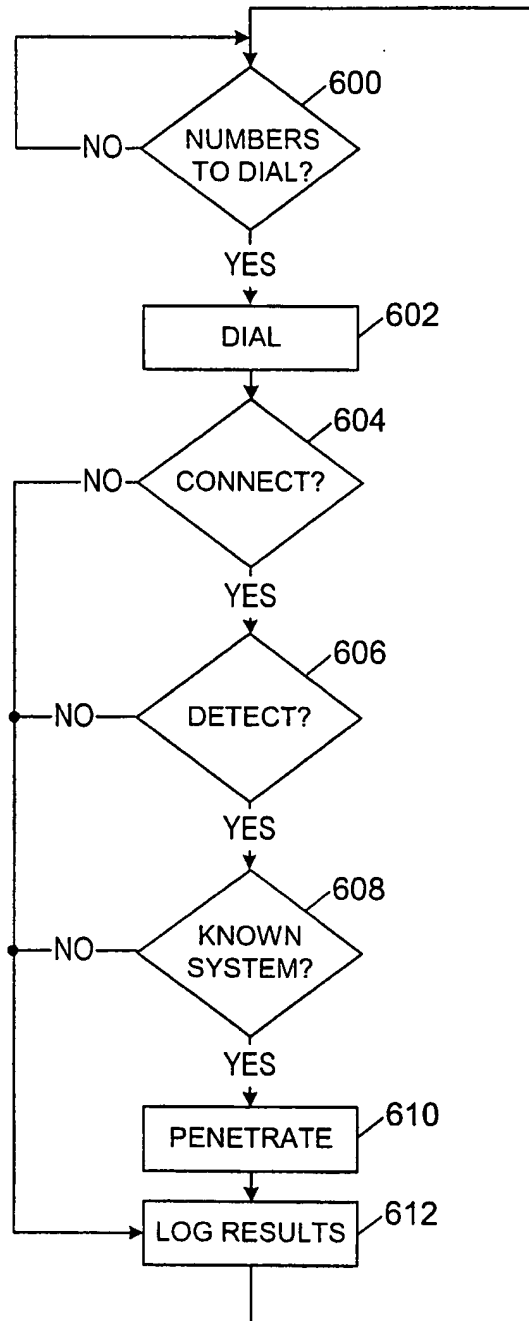 600
NUMBERS
TO DIAL?
NO
YES
DIAL
602
604
CONNECT?
NO
YES
606
DETECT?
NO
YES
608
KNOWN
SYSTEM?
NO
YES
PENETRATE
610
LOG RESULTS
612